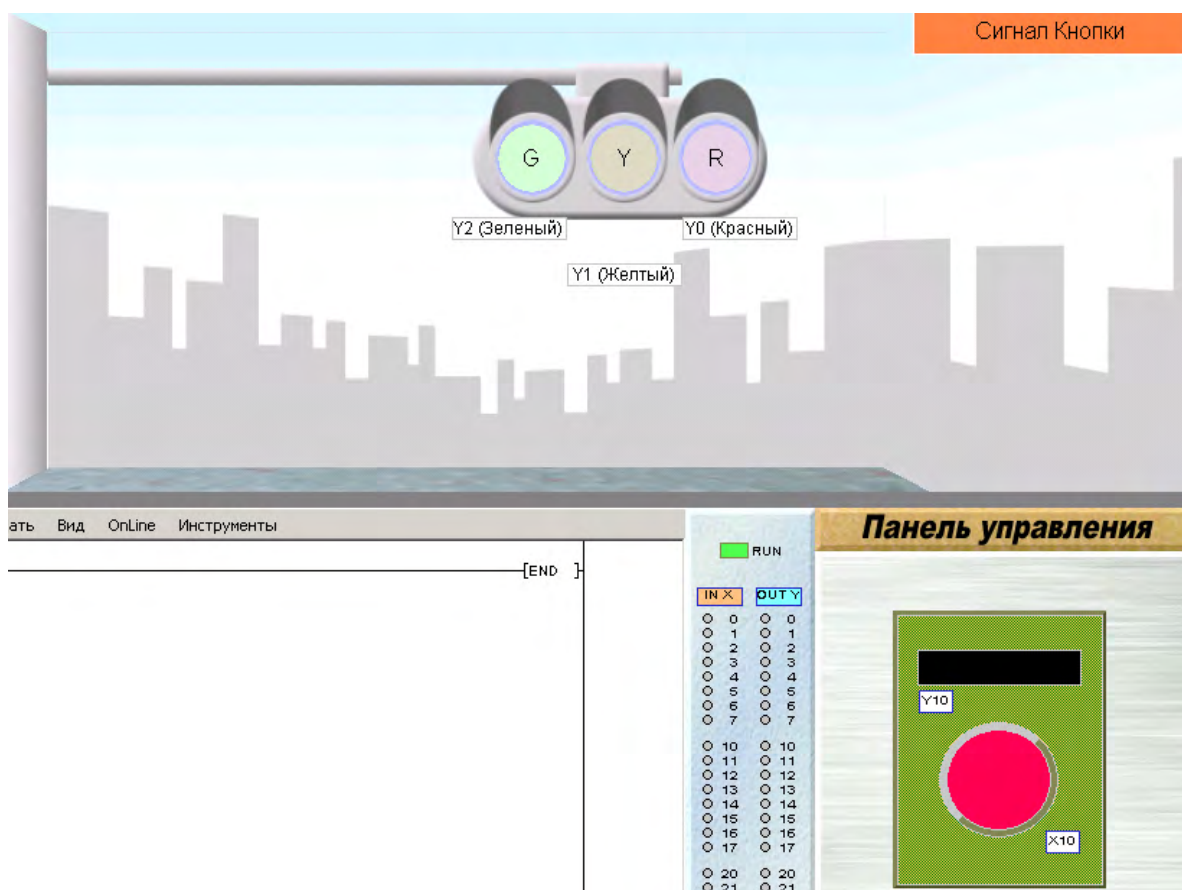 Сигнал Кнопки
G Y R
Y2 (Зеленый) Y0 (Красный)
Y1 (Желтый)
ать Вид OnLine Инструменты
[END ]
RUN
IN X OUT Y
0 0
1 1
2 2
3 3
4 4
5 5
6 6
7 7
10 10
11 11
12 12
13 13
14 14
15 15
16 16
17 17
20 20
21 21
Панель управления
Y10
X10